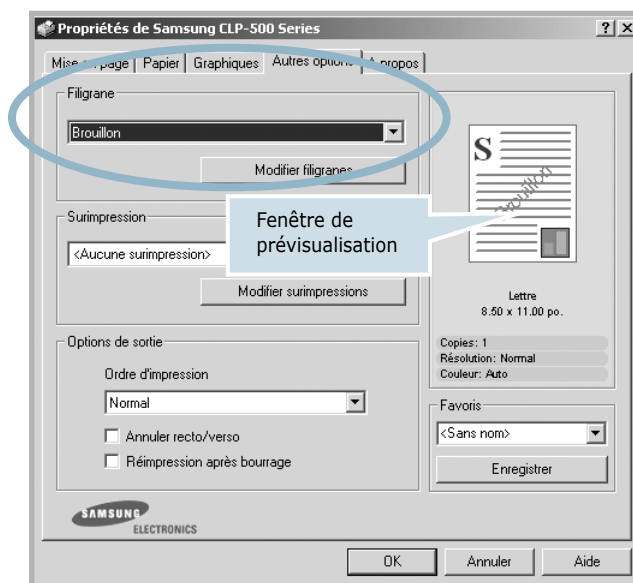 Propriétés de Samsung CLP-500 Series
Mise en page Papier Graphiques Autres options A propos
Filigrane
Brouillon
Modifier filigranes
Surimpression
<Aucune surimpression>
Modifier surimpressions
Fenêtre de
prévisualisation
Options de sortie
Ordre d'impression
Normal
Annuler recto/verso
Réimpression après bourrage
S
Brouillon
Lettre
8.50 x 11.00 po.
Copies: 1
Résolution: Normal
Couleur: Auto
Favoris
<Sans nom>
Enregistrer
SAMSUNG
ELECTRONICS
OK Annuler Aide